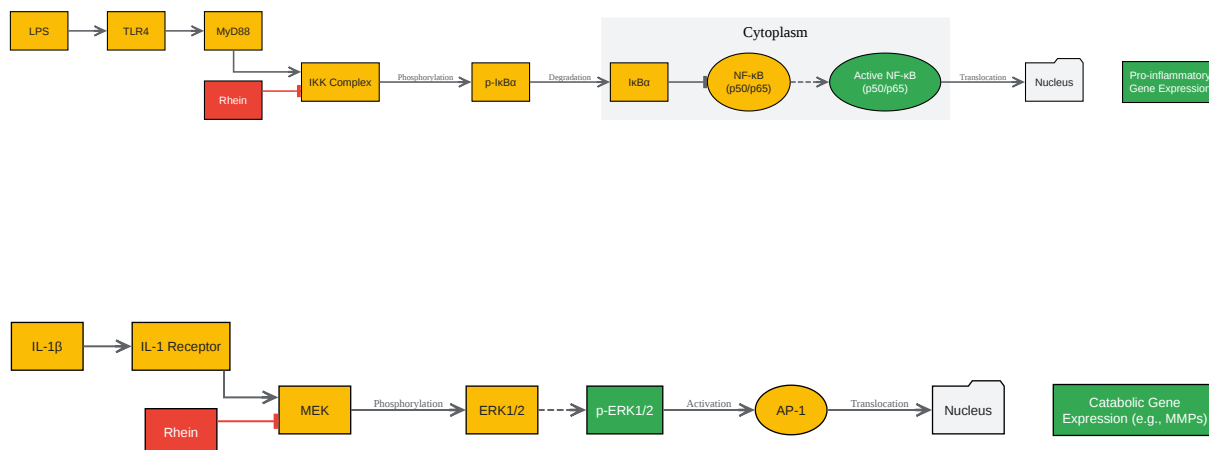 LPS
TLR4
MyD88
Cytoplasm
IKK Complex
Phosphorylation
p-IκBα
Degradation
IκBα
NF-κB
(p50/p65)
Active NF-κB
(p50/p65)
Translocation
Nucleus
Pro-inflammatory
Gene Expression
Rhein
IL-1β
IL-1 Receptor
MEK
Phosphorylation
ERK1/2
p-ERK1/2
Activation
AP-1
Translocation
Nucleus
Catabolic Gene
Expression (e.g., MMPs)
Rhein